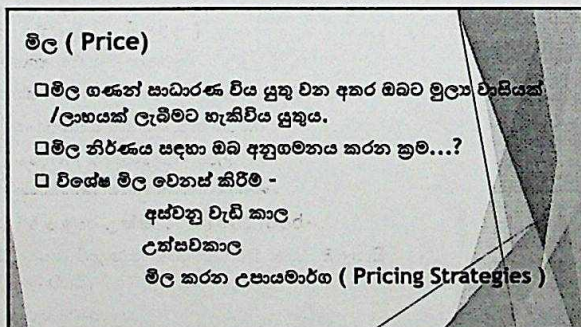 මිල ( Price)
❑මිල ගණන් සාධාරණ විය යුතු වන අතර ඔබට මුල්‍ය වාසියක්
/ලාභයක් ලැබීමට හැකිවිය යුතුය.
❑මිල නිර්ණය සඳහා ඔබ අනුගමනය කරන ක්‍රම...?
❑ විශේෂ මිල වෙනස් කිරීම් -
අස්වනු වැඩි කාල
උත්සවකාල
මිල කරන උපායමාර්ග ( Pricing Strategies )